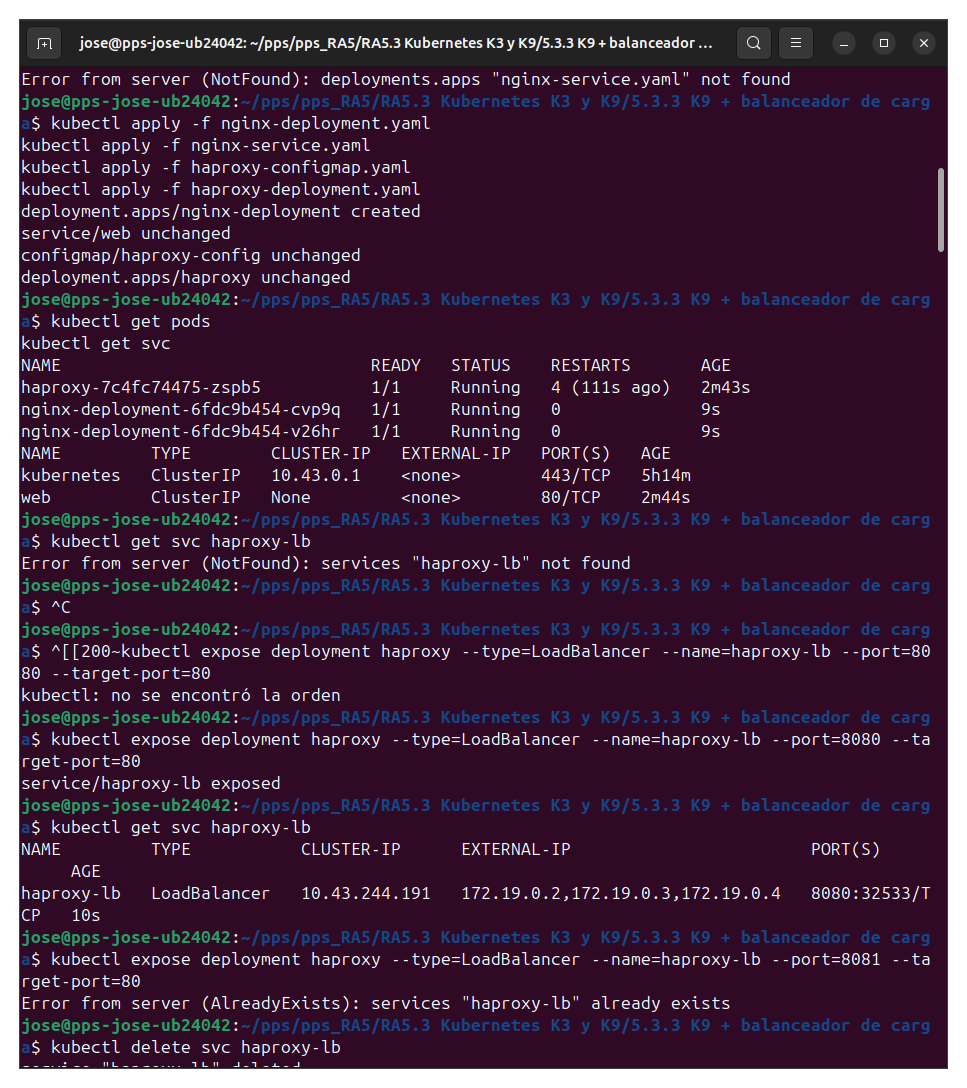 jose@pps-jose-ub24042: ~/pps/pps_RA5/RA5.3 Kubernetes K3 y K9/5.3.3 K9 + balanceador ...
Error from server (NotFound): deployments.apps "nginx-service.yaml" not found
jose@pps-jose-ub24042:~/pps/pps_RA5/RA5.3 Kubernetes K3 y K9/5.3.3 K9 + balanceador de carg
a$ kubectl apply -f nginx-deployment.yaml
kubectl apply -f nginx-service.yaml
kubectl apply -f haproxy-configmap.yaml
kubectl apply -f haproxy-deployment.yaml
deployment.apps/nginx-deployment created
service/web unchanged
configmap/haproxy-config unchanged
deployment.apps/haproxy unchanged
jose@pps-jose-ub24042:~/pps/pps_RA5/RA5.3 Kubernetes K3 y K9/5.3.3 K9 + balanceador de carg
a$ kubectl get pods
kubectl get svc
NAME                               READY   STATUS    RESTARTS       AGE
haproxy-7c4fc74475-zspb5           1/1     Running   4 (111s ago)   2m43s
nginx-deployment-6fdc9b454-cvp9q   1/1     Running   0              9s
nginx-deployment-6fdc9b454-v26hr   1/1     Running   0              9s
NAME         TYPE        CLUSTER-IP   EXTERNAL-IP   PORT(S)   AGE
kubernetes   ClusterIP   10.43.0.1    <none>        443/TCP   5h14m
web          ClusterIP   None         <none>        80/TCP    2m44s
jose@pps-jose-ub24042:~/pps/pps_RA5/RA5.3 Kubernetes K3 y K9/5.3.3 K9 + balanceador de carg
a$ kubectl get svc haproxy-lb
Error from server (NotFound): services "haproxy-lb" not found
jose@pps-jose-ub24042:~/pps/pps_RA5/RA5.3 Kubernetes K3 y K9/5.3.3 K9 + balanceador de carg
a$ ^C
jose@pps-jose-ub24042:~/pps/pps_RA5/RA5.3 Kubernetes K3 y K9/5.3.3 K9 + balanceador de carg
a$ ^[[200~kubectl expose deployment haproxy --type=LoadBalancer --name=haproxy-lb --port=80
80 --target-port=80
kubectl: no se encontró la orden
jose@pps-jose-ub24042:~/pps/pps_RA5/RA5.3 Kubernetes K3 y K9/5.3.3 K9 + balanceador de carg
a$ kubectl expose deployment haproxy --type=LoadBalancer --name=haproxy-lb --port=8080 --ta
rget-port=80
service/haproxy-lb exposed
jose@pps-jose-ub24042:~/pps/pps_RA5/RA5.3 Kubernetes K3 y K9/5.3.3 K9 + balanceador de carg
a$ kubectl get svc haproxy-lb
NAME         TYPE           CLUSTER-IP      EXTERNAL-IP                        PORT(S)
     AGE
haproxy-lb   LoadBalancer   10.43.244.191   172.19.0.2,172.19.0.3,172.19.0.4   8080:32533/T
CP   10s
jose@pps-jose-ub24042:~/pps/pps_RA5/RA5.3 Kubernetes K3 y K9/5.3.3 K9 + balanceador de carg
a$ kubectl expose deployment haproxy --type=LoadBalancer --name=haproxy-lb --port=8081 --ta
rget-port=80
Error from server (AlreadyExists): services "haproxy-lb" already exists
jose@pps-jose-ub24042:~/pps/pps_RA5/RA5.3 Kubernetes K3 y K9/5.3.3 K9 + balanceador de carg
a$ kubectl delete svc haproxy-lb
service "haproxy-lb" deleted